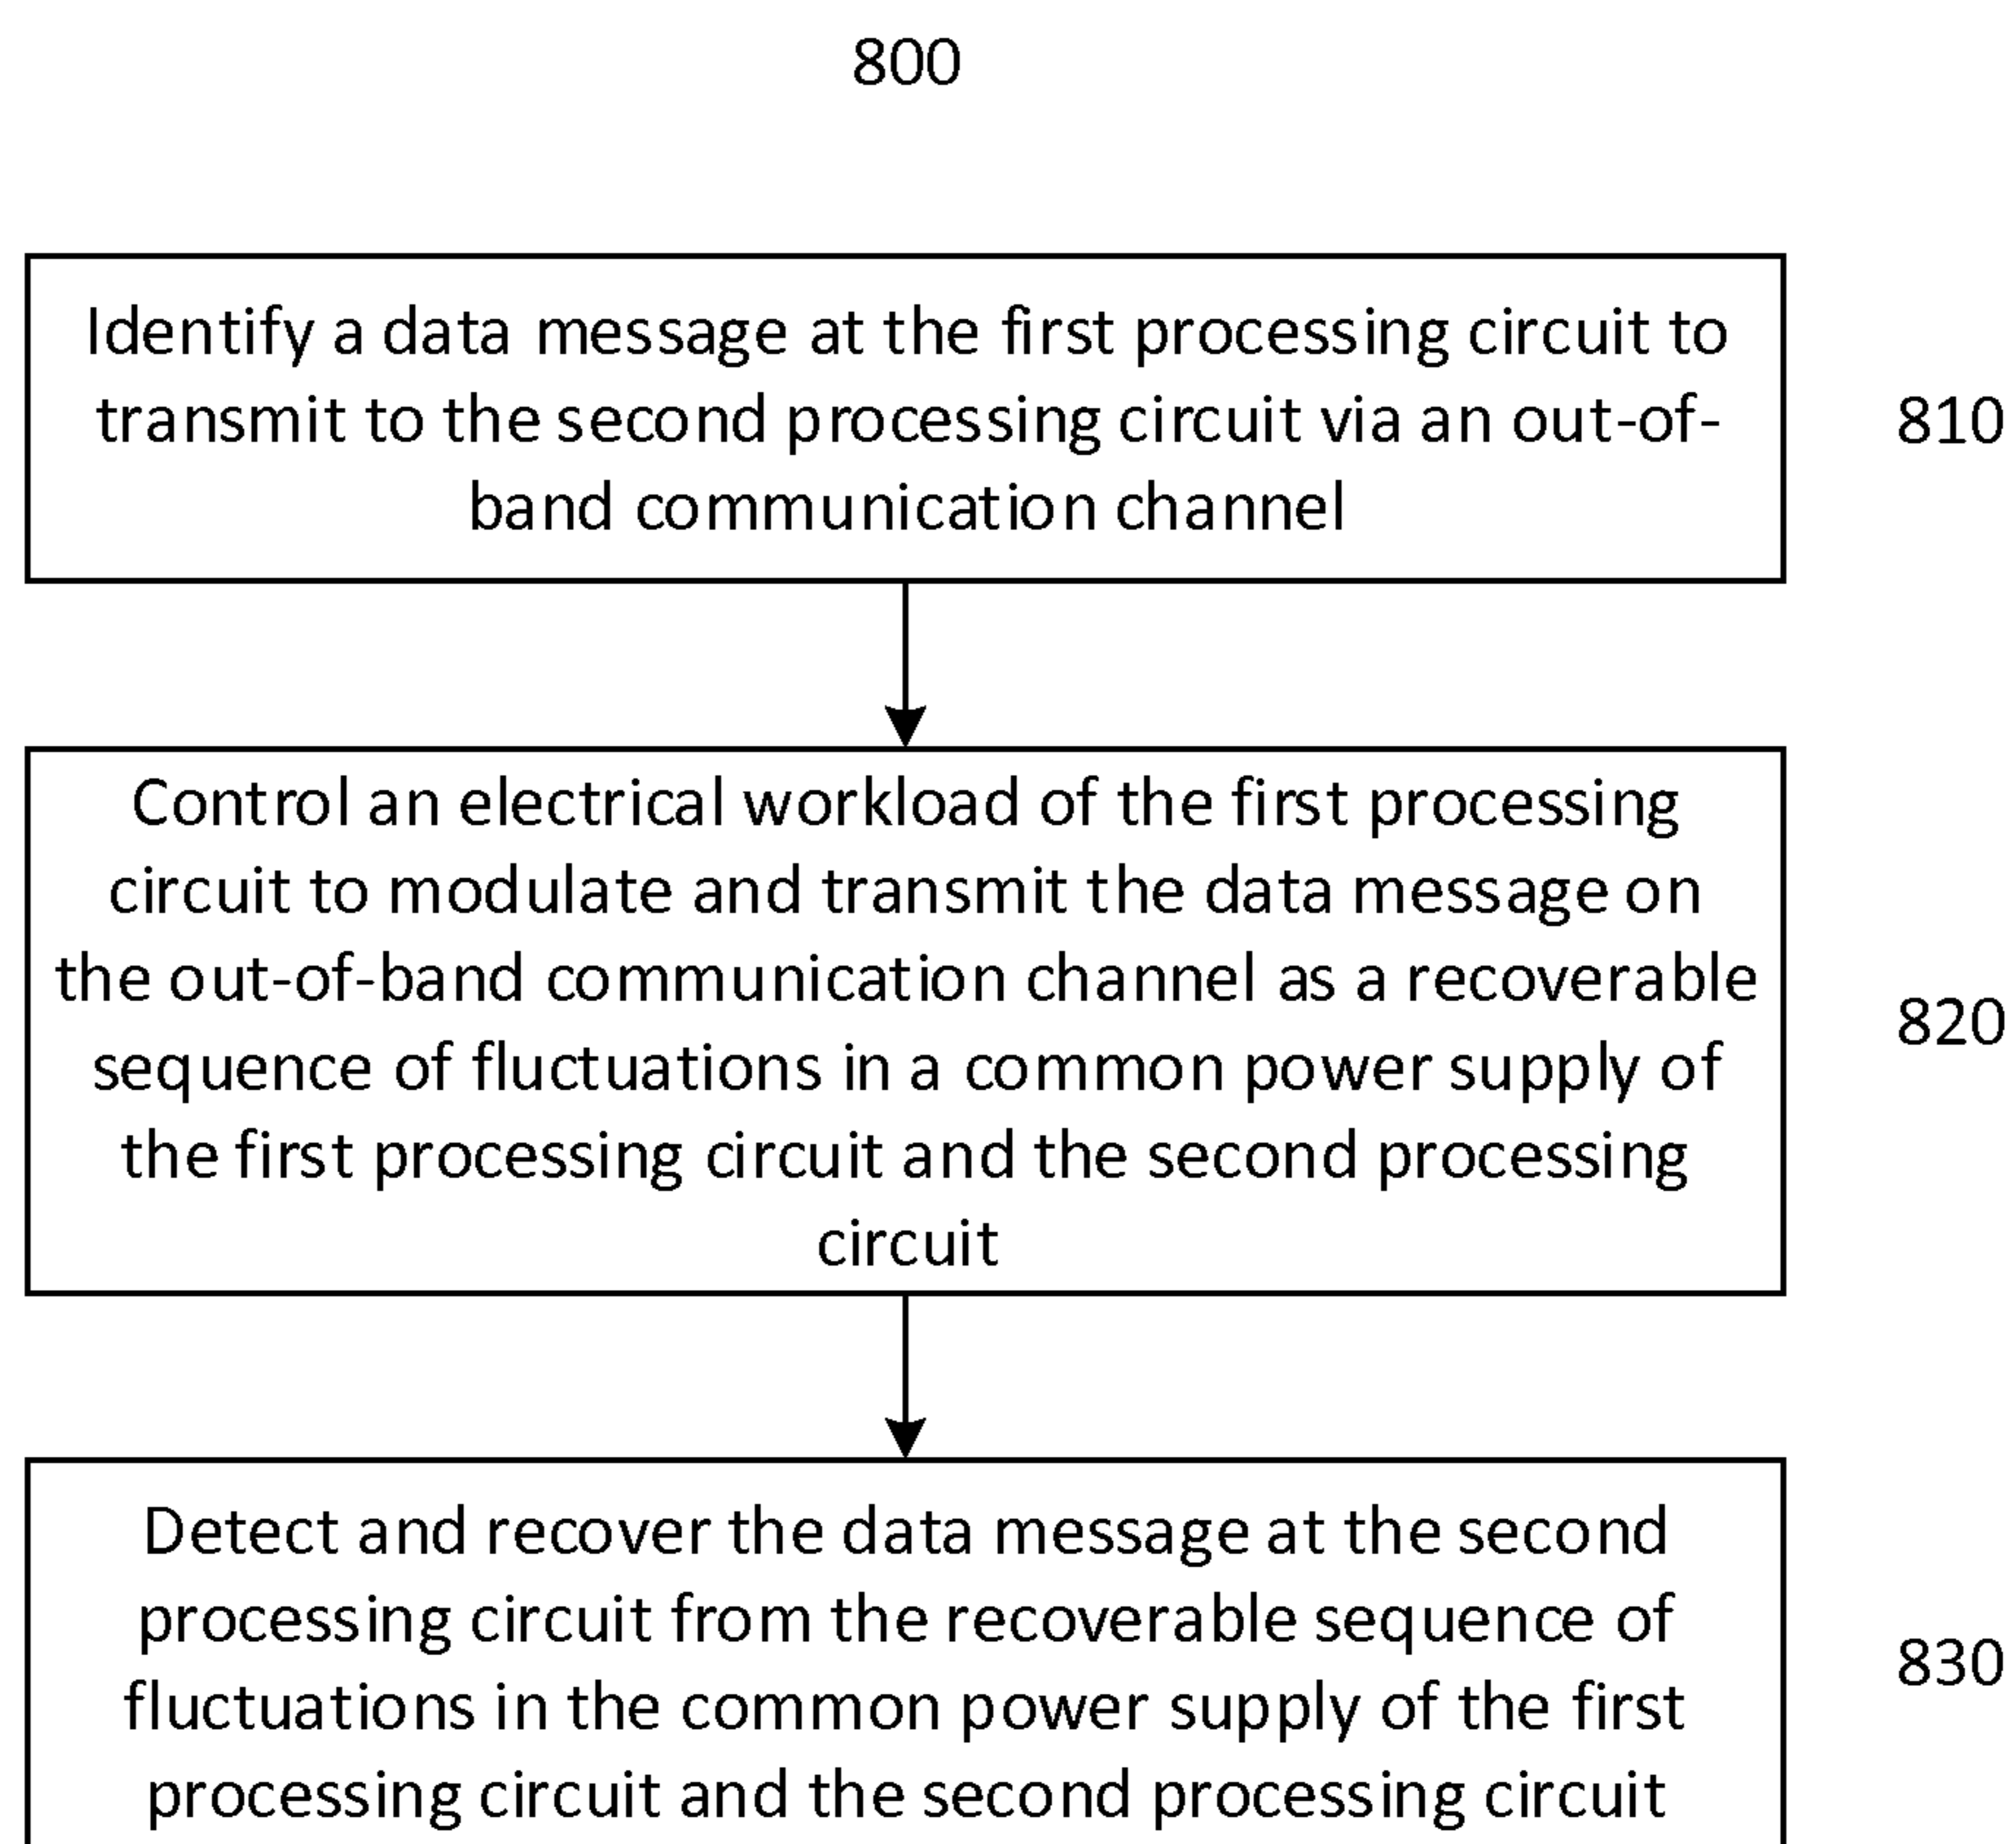 800
Identify a data message at the first processing circuit to
transmit to the second processing circuit via an out-of-
band communication channel
810
Control an electrical workload of the first processing
circuit to modulate and transmit the data message on
the out-of-band communication channel as a recoverable
sequence of fluctuations in a common power supply of
the first processing circuit and the second processing
circuit
820
Detect and recover the data message at the second
processing circuit from the recoverable sequence of
fluctuations in the common power supply of the first
processing circuit and the second processing circuit
830